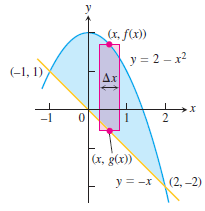 y
(x, f(x))
y = 2 − x²
(−1, 1)
Δx
x
−1
0
1
2
(x, g(x))
y = −x
(2, −2)